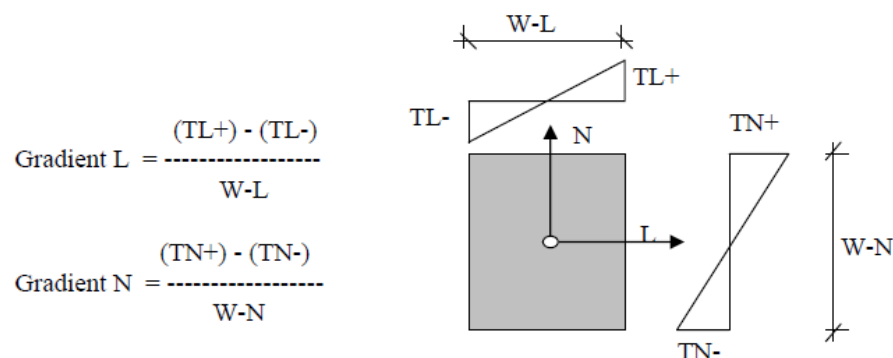 W-L
TL+
TL-
N
TN+
(TL+) - (TL-)
Gradient L = ------------------
W-L
L
W-N
(TN+) - (TN-)
Gradient N = ------------------
W-N
TN-